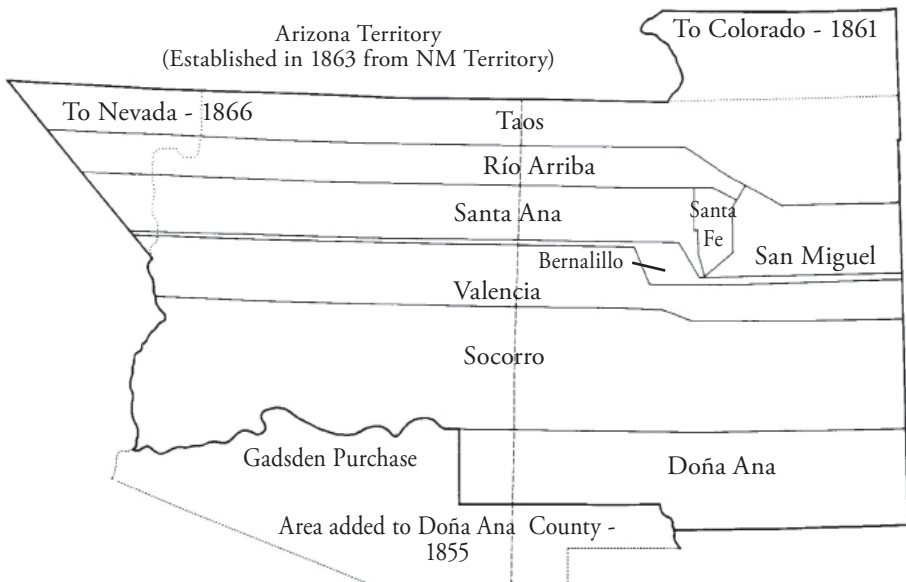 Arizona Territory
(Established in 1863 from NM Territory)
To Colorado - 1861
To Nevada - 1866
Taos
Río Arriba
Santa Ana
Santa
Fe
Bernalillo
San Miguel
Valencia
Socorro
Gadsden Purchase
Doña Ana
Area added to Doña Ana County -
1855